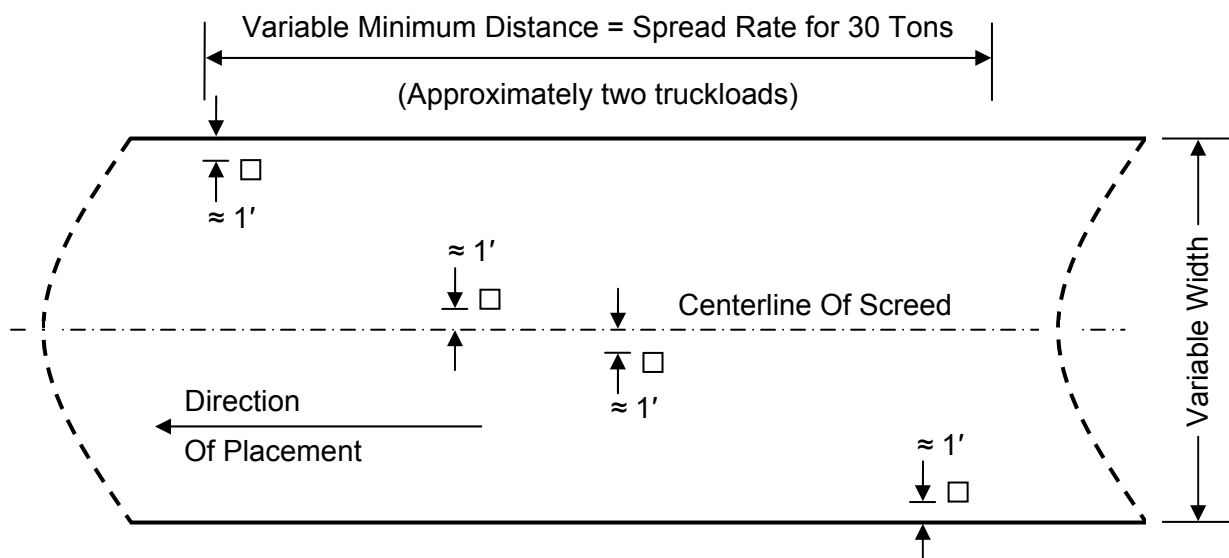 Variable Minimum Distance = Spread Rate for 30 Tons
(Approximately two truckloads)
≈ 1′
≈ 1′
Centerline Of Screed
≈ 1′
Direction
Of Placement
≈ 1′
Variable Width